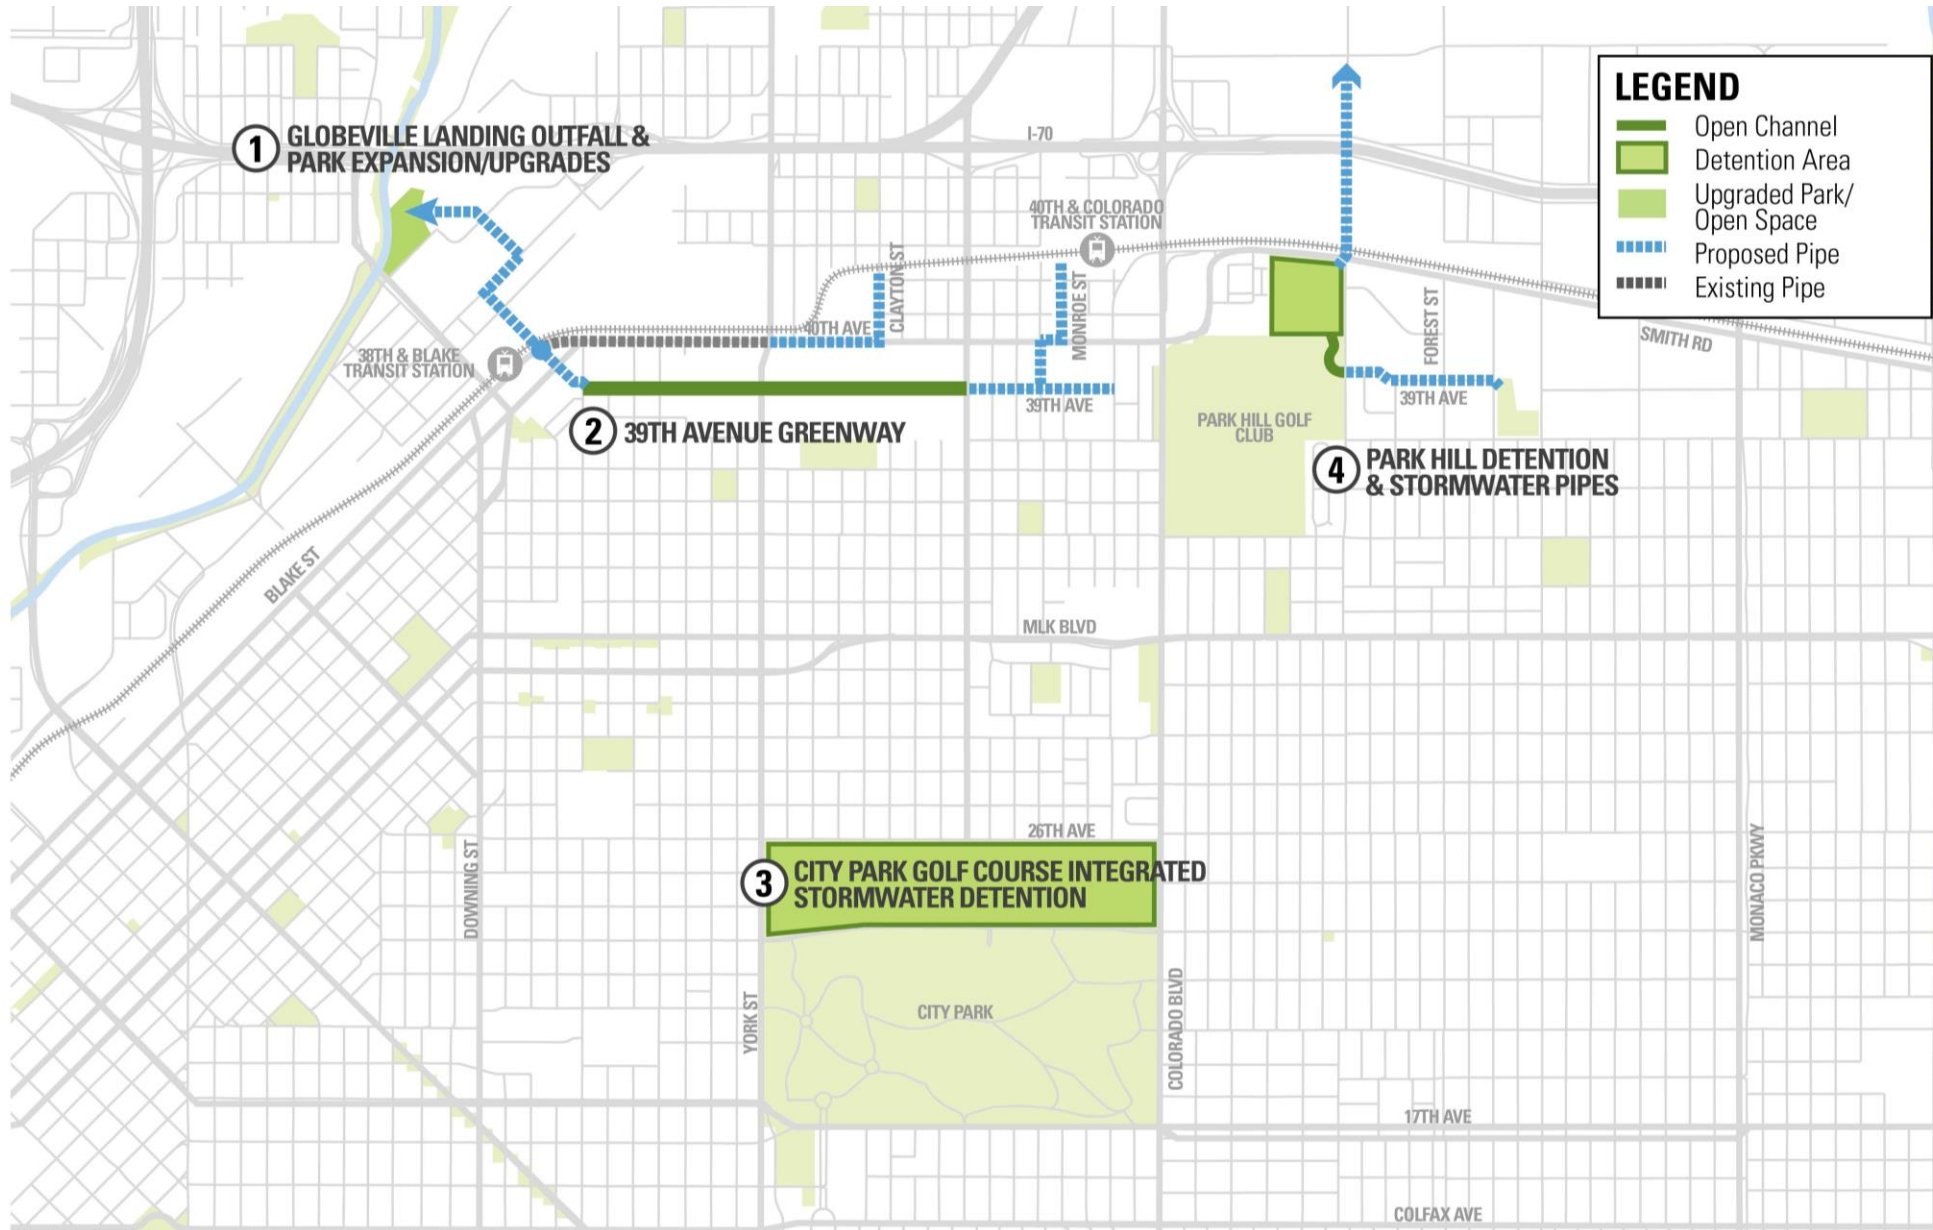 LEGEND
Open Channel
Detention Area
Upgraded Park/
Open Space
Proposed Pipe
Existing Pipe
1
GLOBEVILLE LANDING OUTFALL &
PARK EXPANSION/UPGRADES
I-70
40TH & COLORADO
TRANSIT STATION
CLAYTON ST
MONROE ST
40TH AVE
38TH & BLAKE
TRANSIT STATION
FOREST ST
SMITH RD
39TH AVE
39TH AVE
2
39TH AVENUE GREENWAY
PARK HILL GOLF
CLUB
4
PARK HILL DETENTION
& STORMWATER PIPES
BLAKE ST
MLK BLVD
26TH AVE
3
CITY PARK GOLF COURSE INTEGRATED
STORMWATER DETENTION
DOWNING ST
MONACO PKWY
YORK ST
CITY PARK
COLORADO BLVD
17TH AVE
COLFAX AVE